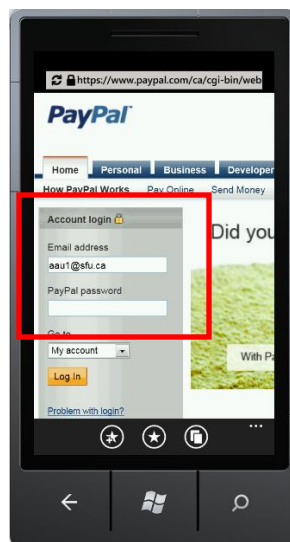 https://www.paypal.com/ca/cgi-bin/web
PayPal
Home Personal Business Developer
How PayPal Works Pay Online Send Money
Account login
Did you
Email address
aau1@sfu.ca
PayPal password
Go to
My account
With Pa
Log In
Problem with login?